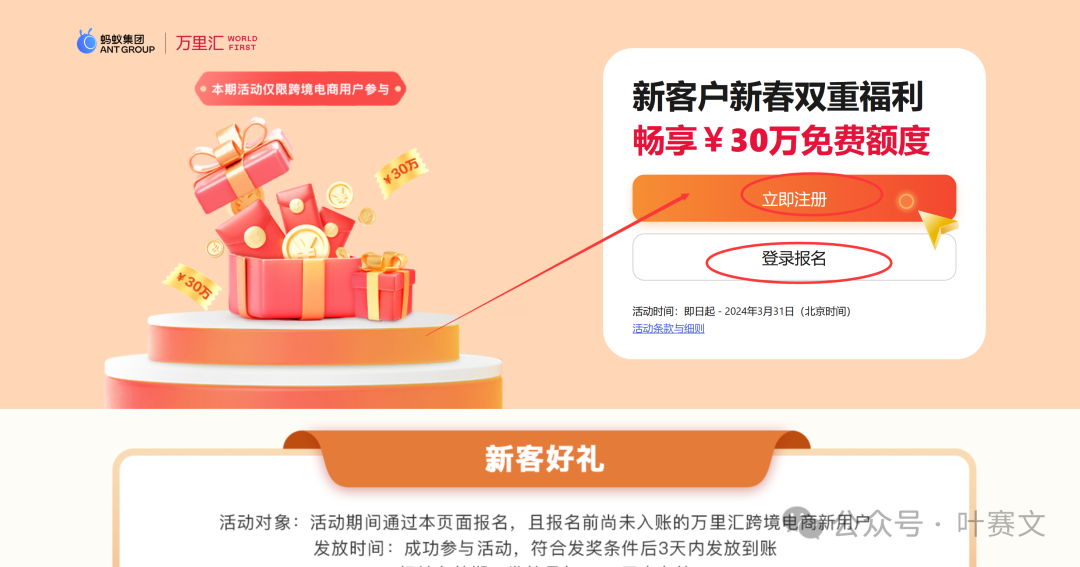 蚂蚁集团
ANT GROUP
万里汇 WORLD FIRST
本期活动仅限跨境电商用户参与
¥30万
¥30万
新客户新春双重福利
畅享¥30万免费额度
立即注册
登录报名
活动时间：即日起 - 2024年3月31日（北京时间）
活动条款与细则
新客好礼
活动对象：活动期间通过本页面报名，且报名前尚未入账的万里汇跨境电商新用户
发放时间：成功参与活动，符合发奖条件后3天内发放到账
公众号 · 叶赛文